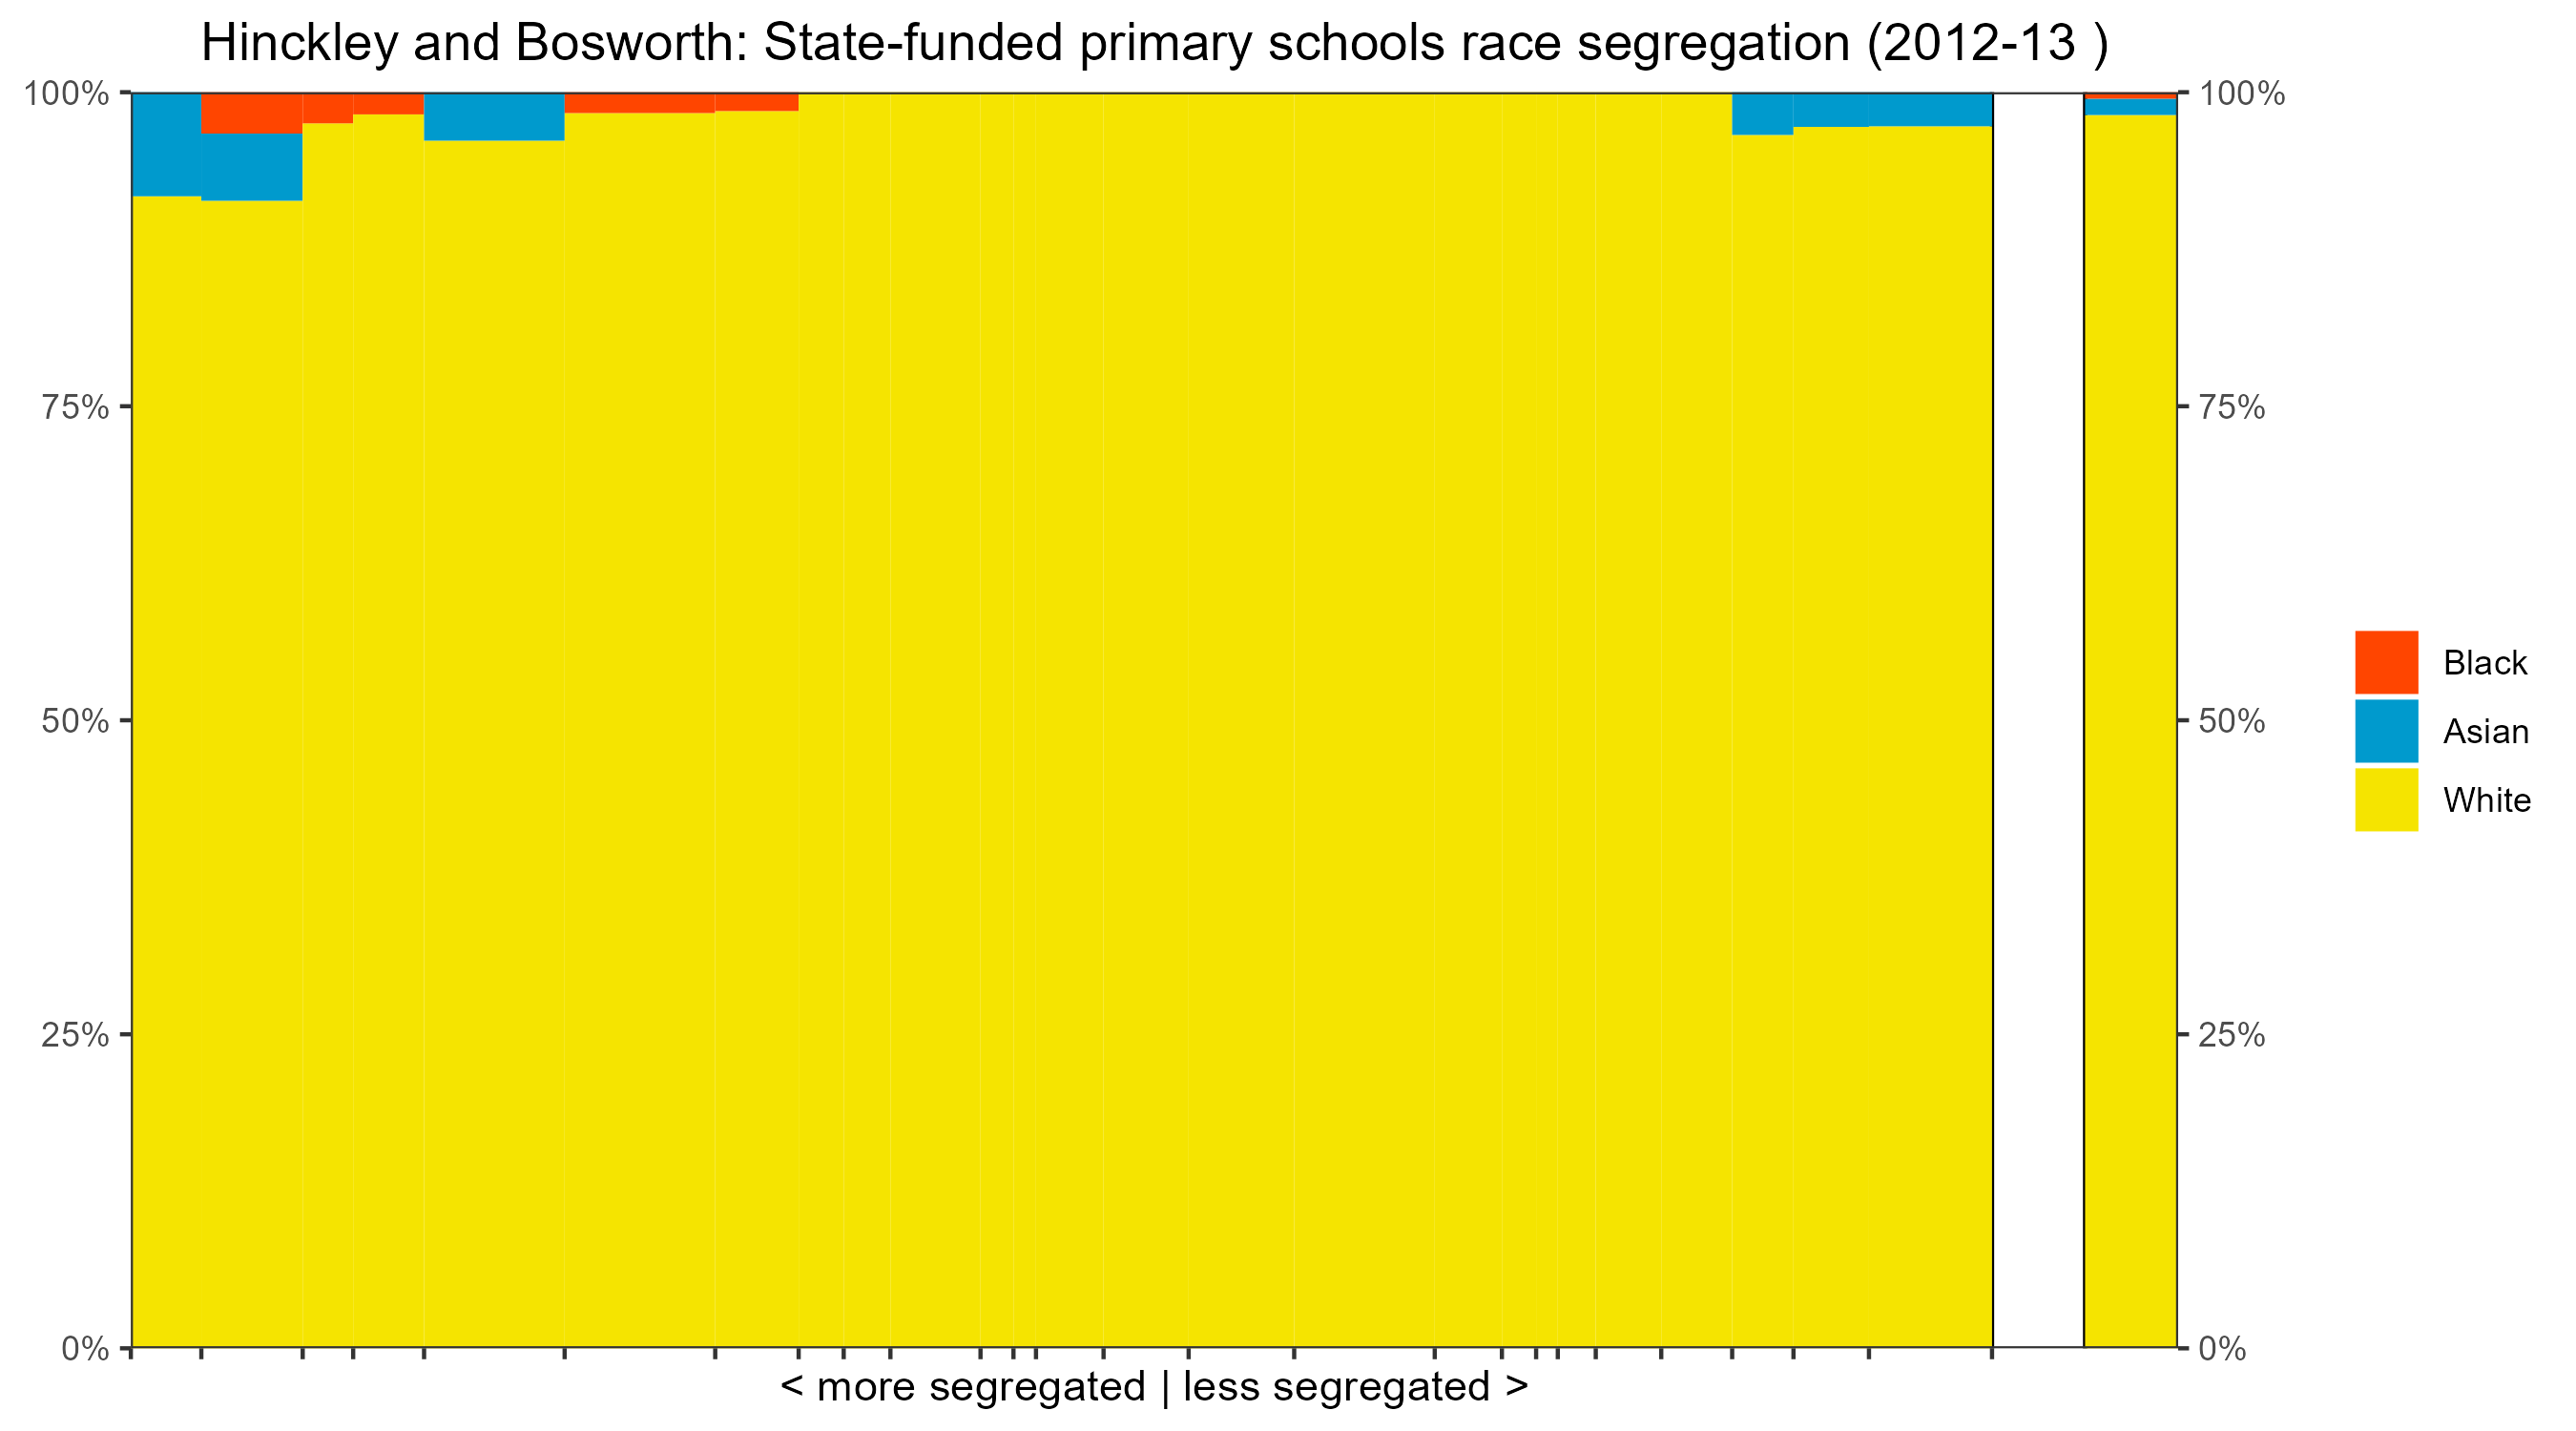 Hinckley and Bosworth: State-funded primary schools race segregation (2012-13 )
100%
75%
50%
25%
0%
100%
75%
50%
25%
0%
Black
Asian
White
< more segregated | less segregated >